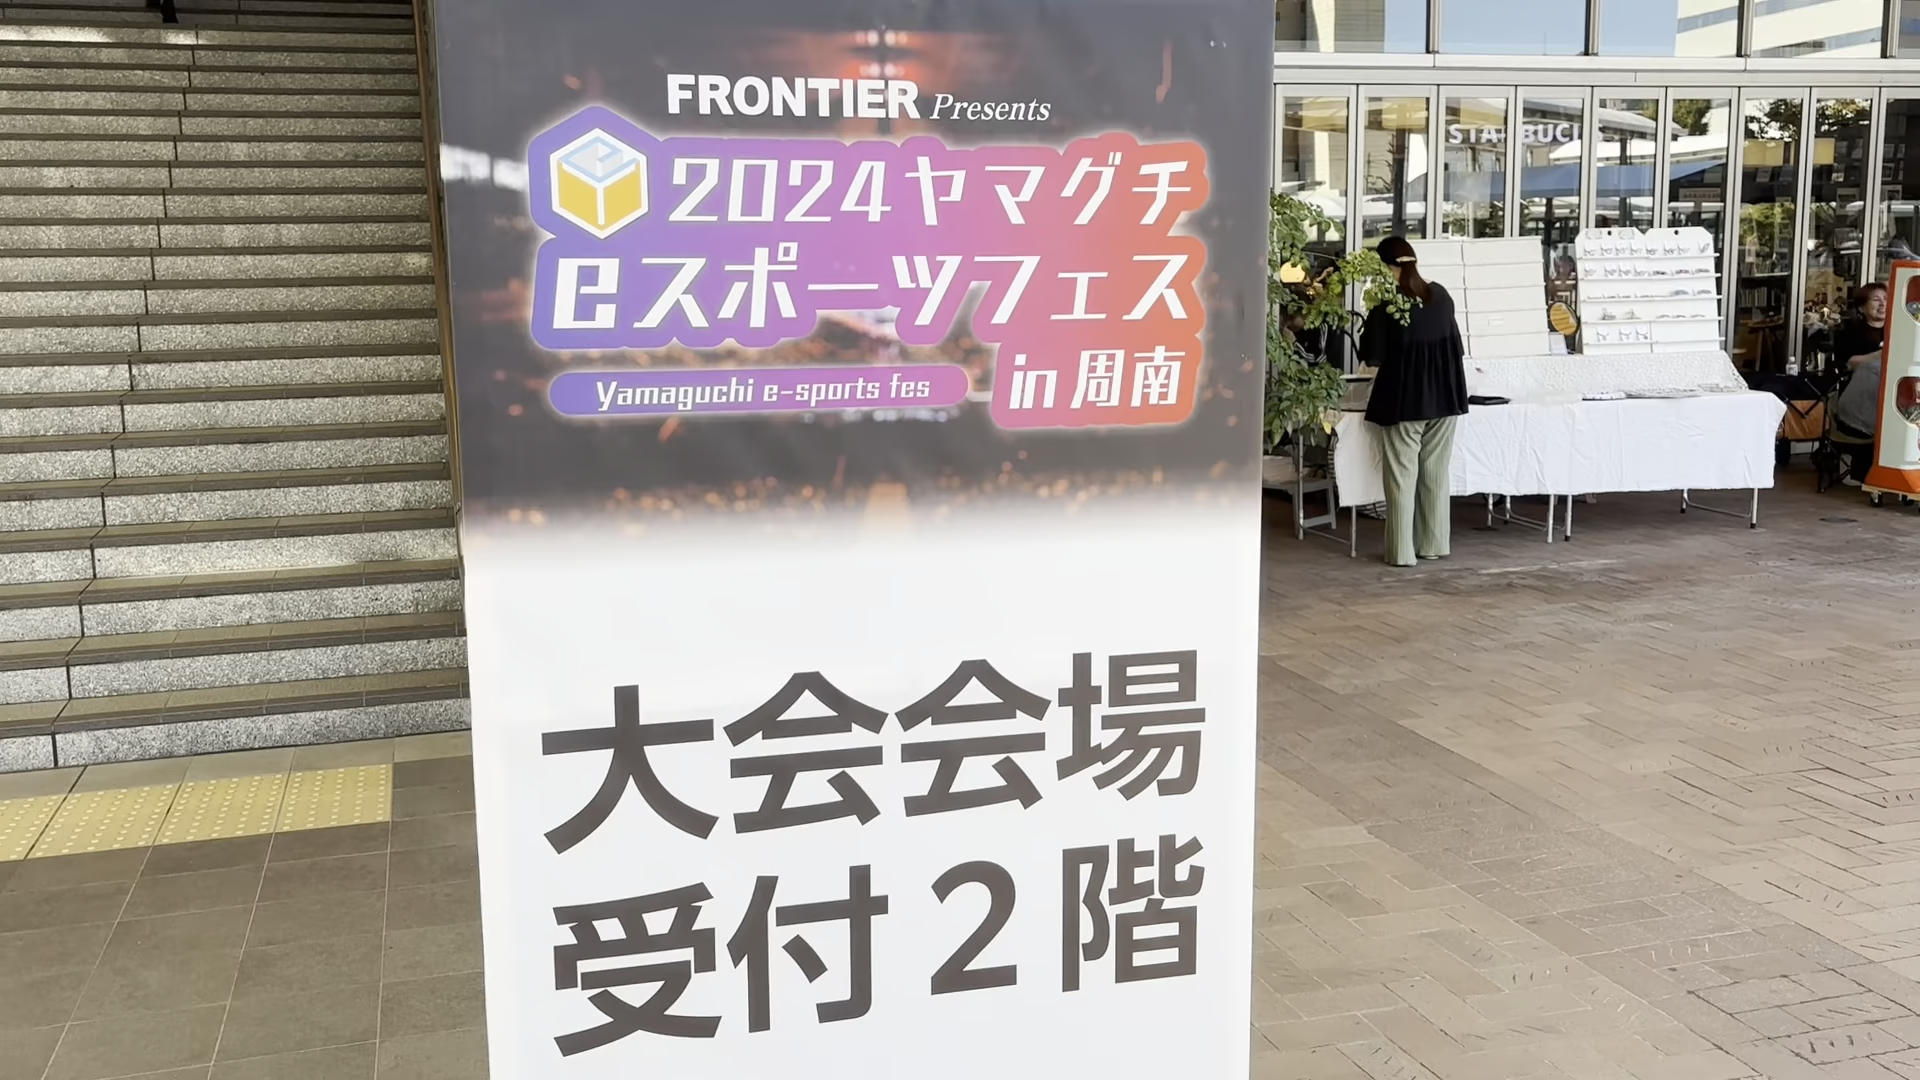 FRONTIER Presents
2024ヤマグチ
eスポーツフェス
in 周南
Yamaguchi e-sports fes
大会会場
受付2階
STARBUCKS